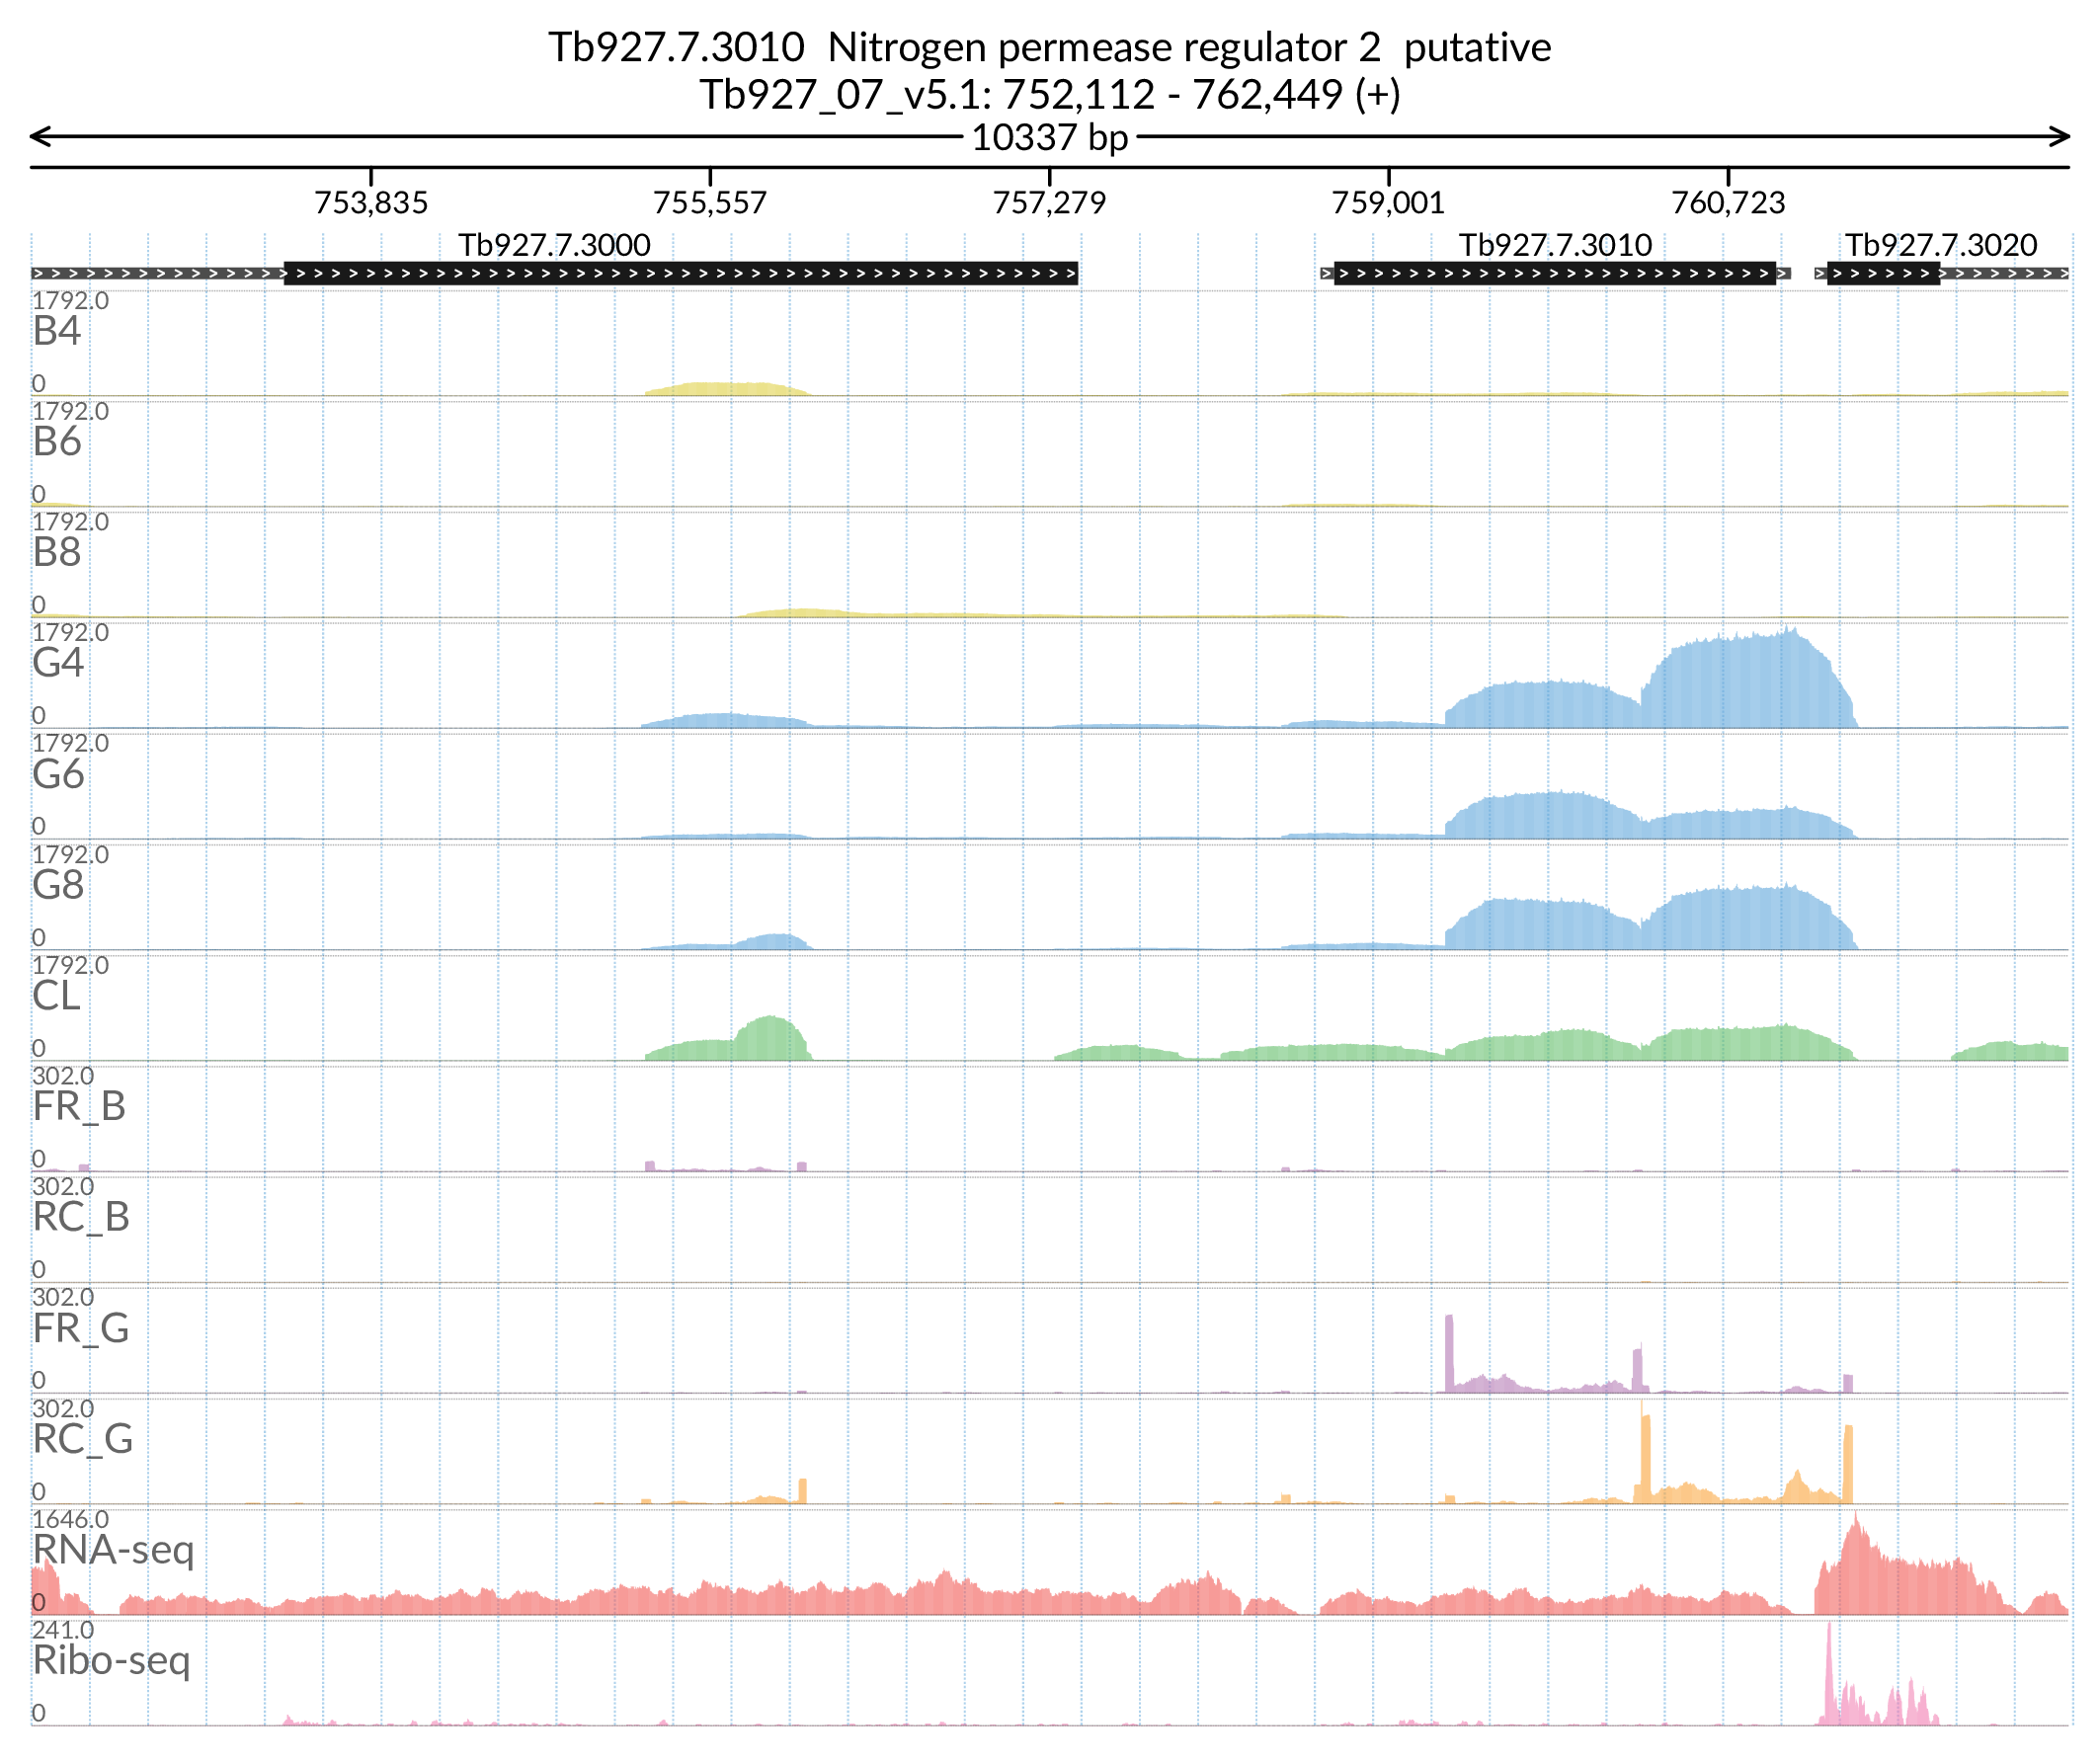 Tb927.7.3010  Nitrogen permease regulator 2  putative
Tb927_07_v5.1: 752,112 - 762,449 (+)
10337 bp
753,835 755,557 757,279 759,001 760,723
Tb927.7.3000 Tb927.7.3010 Tb927.7.3020
1792.0
B4
0
1792.0
B6
0
1792.0
B8
0
1792.0
G4
0
1792.0
G6
0
1792.0
G8
0
1792.0
CL
0
302.0
FR_B
0
302.0
RC_B
0
302.0
FR_G
0
302.0
RC_G
0
1646.0
RNA-seq
0
241.0
Ribo-seq
0